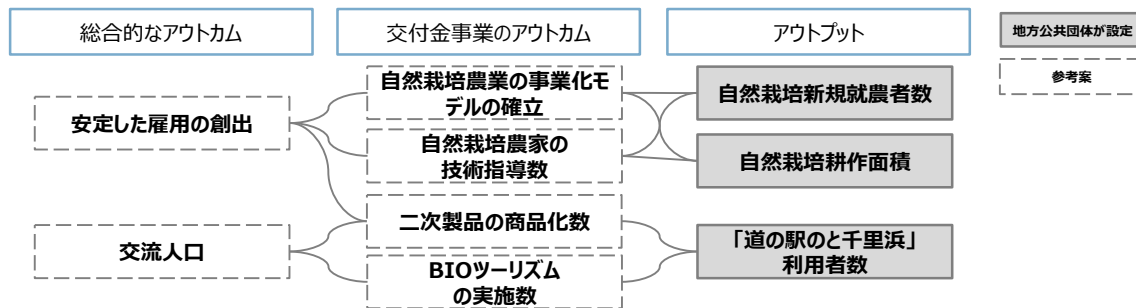 総合的なアウトカム
交付金事業のアウトカム
アウトプット
地方公共団体が設定
参考案
安定した雇用の創出
交流人口
自然栽培農業の事業化モ
デルの確立
自然栽培農家の
技術指導数
二次製品の商品化数
BIOツーリズム
の実施数
自然栽培新規就農者数
自然栽培耕作面積
「道の駅のと千里浜」
利用者数